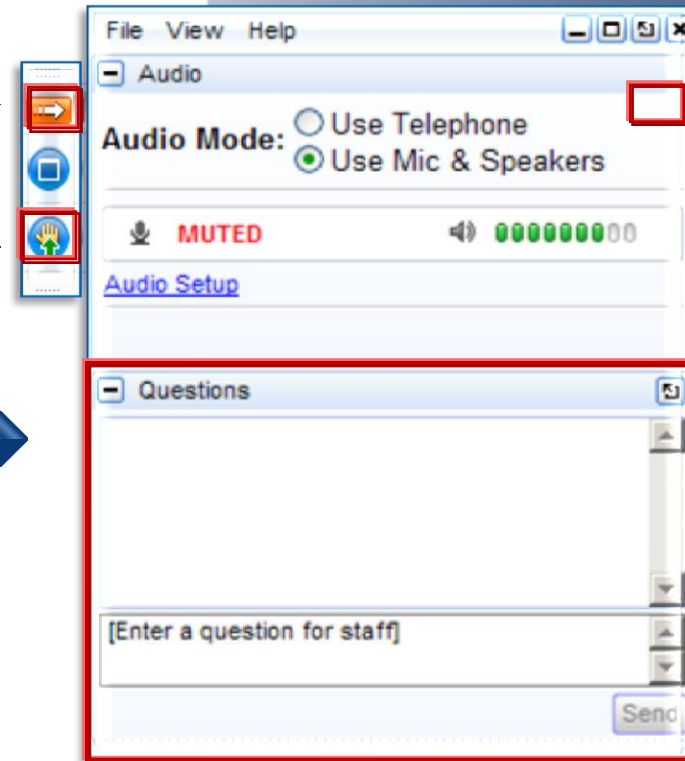 File View Help
Audio
Audio Mode:
Use Telephone
Use Mic & Speakers
MUTED
Audio Setup
Questions
[Enter a question for staff]
Send